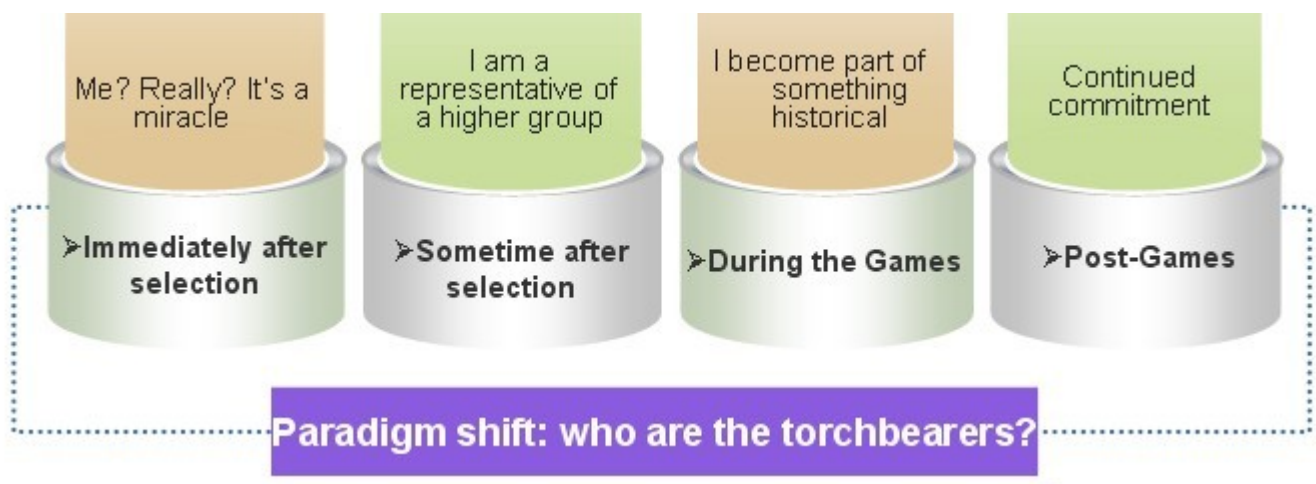 Me? Really? It's a
miracle
I am a
representative of
a higher group
I become part of
something
historical
Continued
commitment
➢Immediately after
selection
➢Sometime after
selection
➢During the Games
➢Post-Games
Paradigm shift: who are the torchbearers?